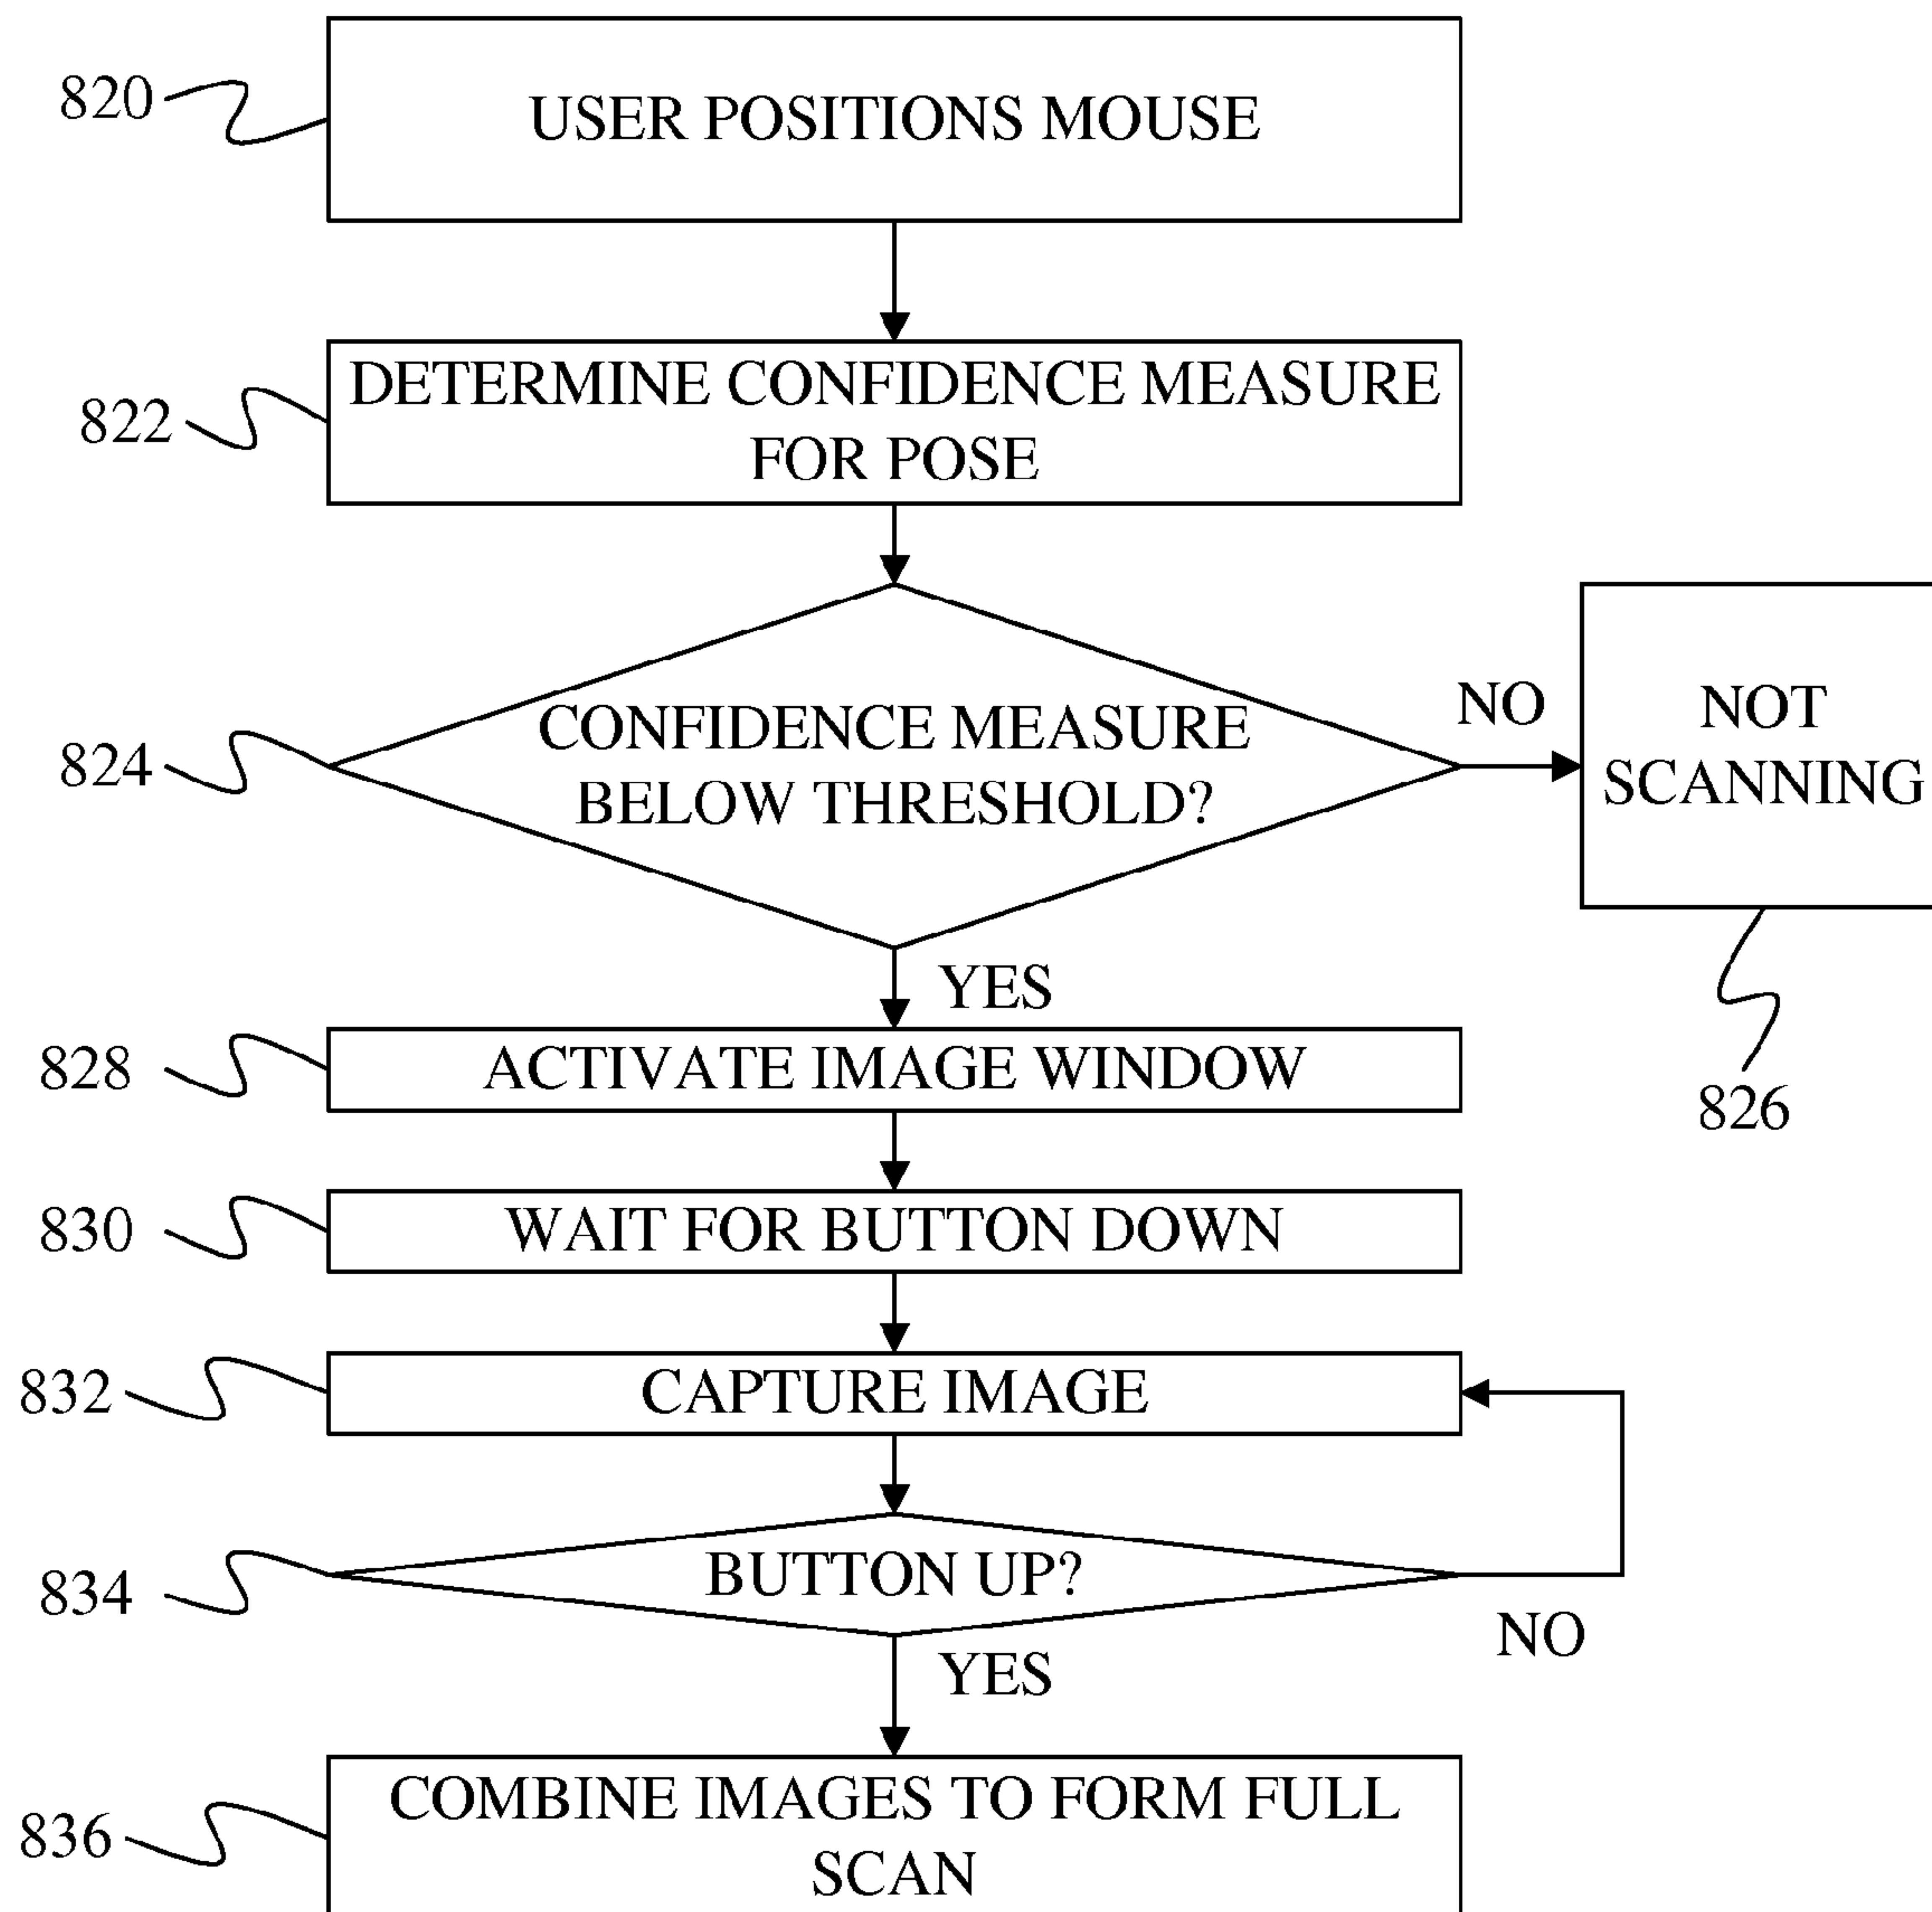 820
USER POSITIONS MOUSE
822
DETERMINE CONFIDENCE MEASURE
FOR POSE
824
CONFIDENCE MEASURE
BELOW THRESHOLD?
NO
NOT
SCANNING
826
YES
828
ACTIVATE IMAGE WINDOW
830
WAIT FOR BUTTON DOWN
832
CAPTURE IMAGE
834
BUTTON UP?
NO
YES
836
COMBINE IMAGES TO FORM FULL
SCAN